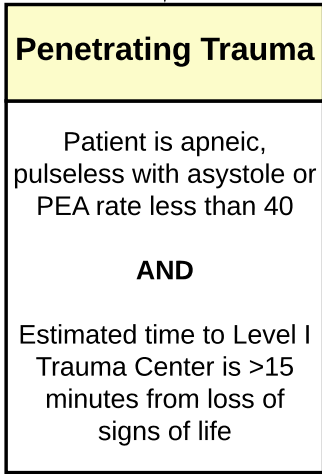 Penetrating Trauma
Patient is apneic,
pulseless with asystole or
PEA rate less than 40
AND
Estimated time to Level I
Trauma Center is >15
minutes from loss of
signs of life